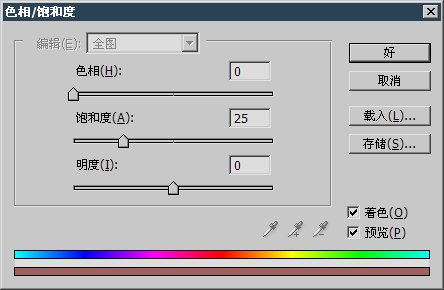 色相/饱和度
编辑(E): 全图
好
色相(H): 0
取消
饱和度(A): 25
载入(L)...
存储(S)...
明度(I): 0
着色(O)
预览(P)